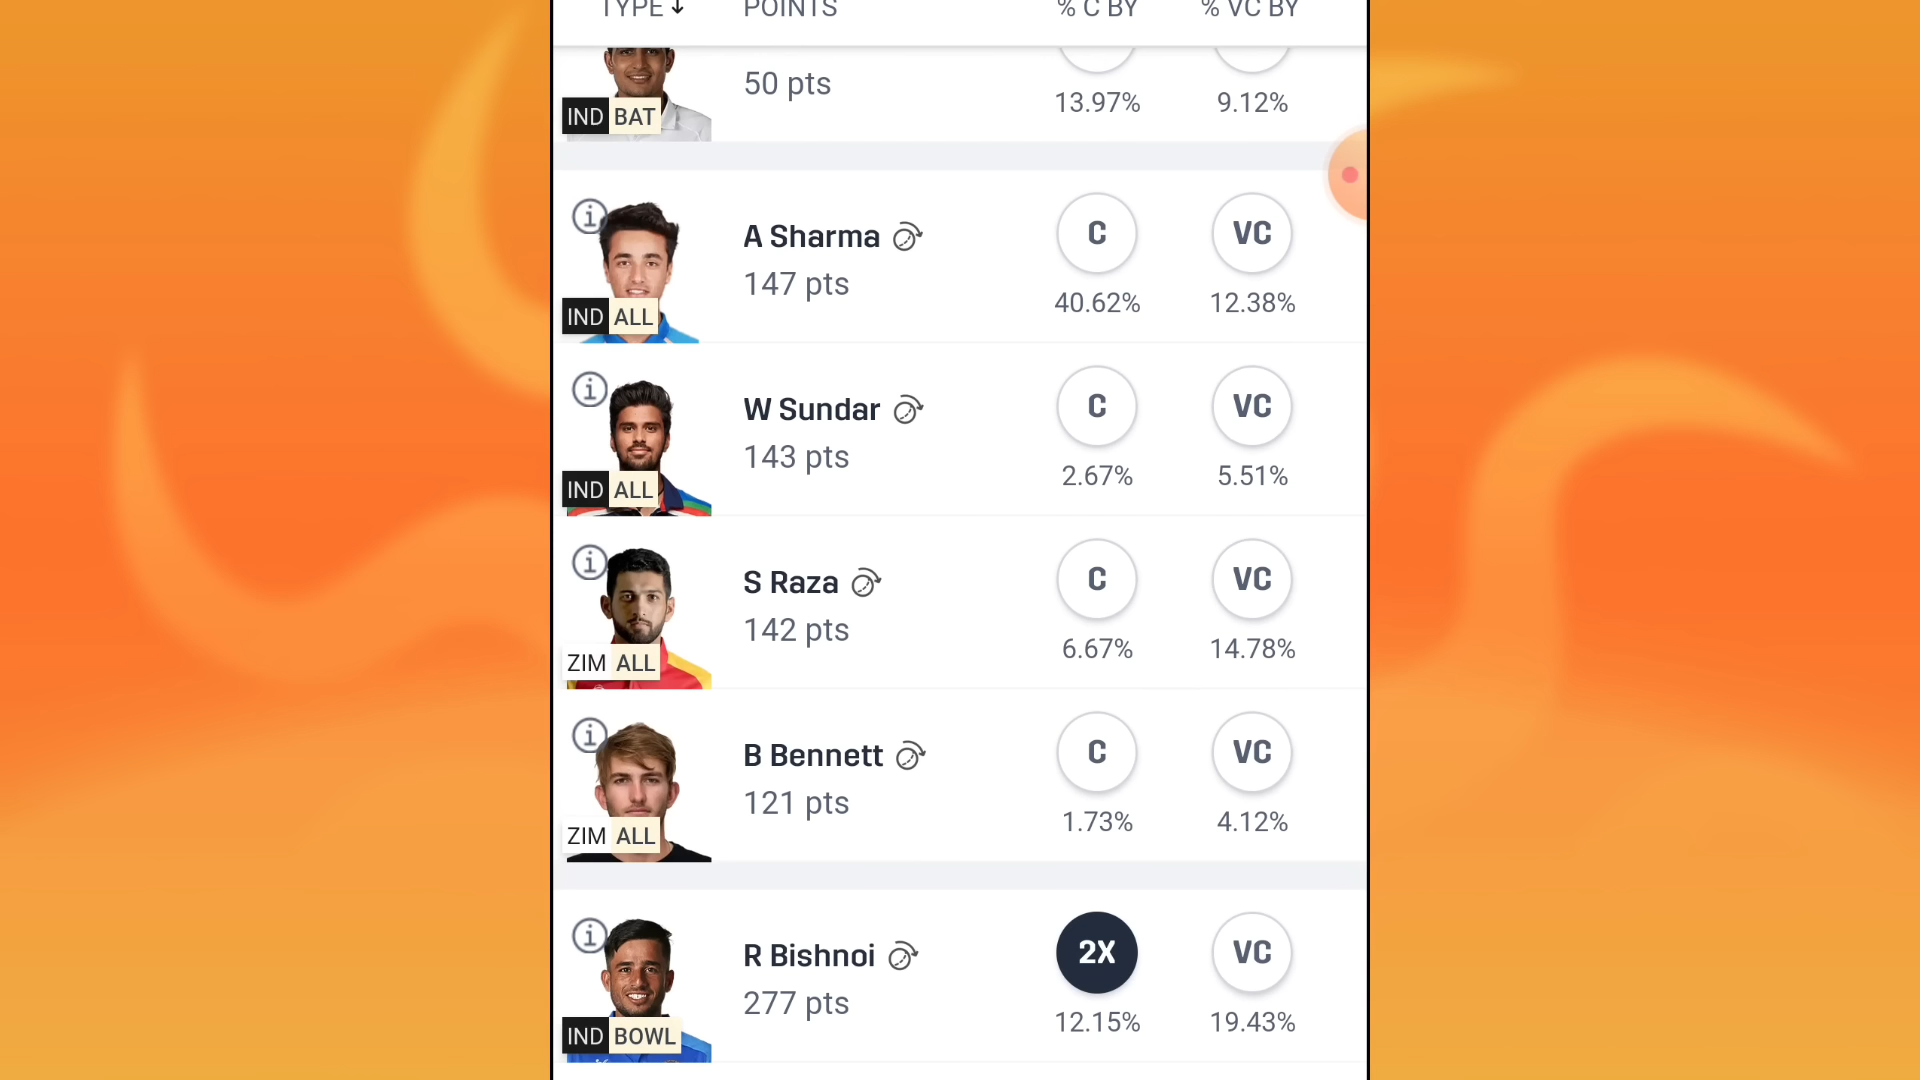 TYPE ↓ POINTS % C BY % VC BY
50 pts
13.97% 9.12%
IND BAT
A Sharma C VC
147 pts
40.62% 12.38%
IND ALL
W Sundar C VC
143 pts
2.67% 5.51%
IND ALL
S Raza C VC
142 pts
6.67% 14.78%
ZIM ALL
B Bennett C VC
121 pts
1.73% 4.12%
ZIM ALL
R Bishnoi 2X VC
277 pts
12.15% 19.43%
IND BOWL